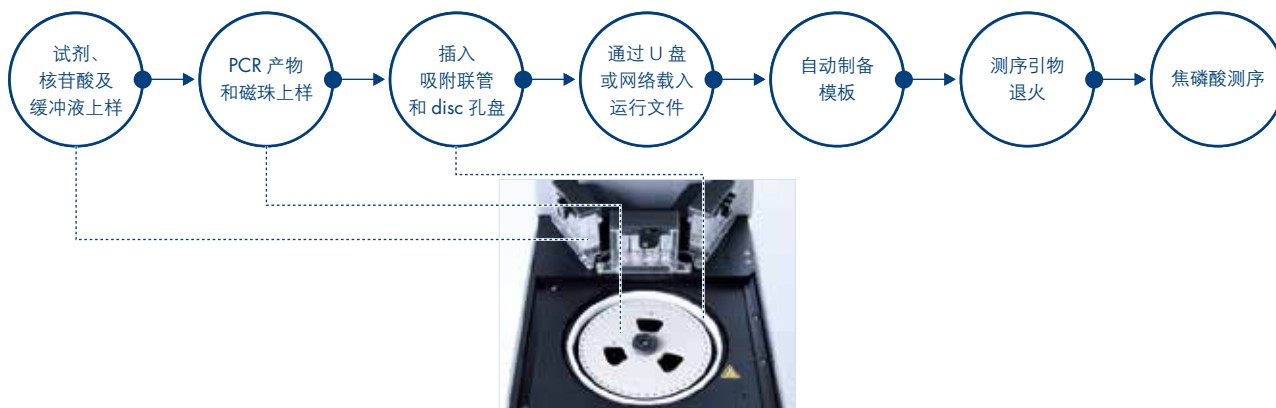 试剂、
核苷酸及
缓冲液上样
PCR 产物
和磁珠上样
插入
吸附联管
和 disc 孔盘
通过 U 盘
或网络载入
运行文件
自动制备
模板
测序引物
退火
焦磷酸测序